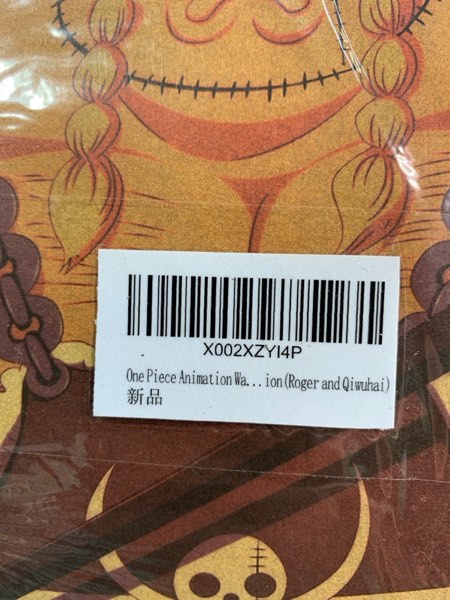 X002XZYI4P
One Piece Animation Wa...ion(Roger and Qiwuhai)
新品